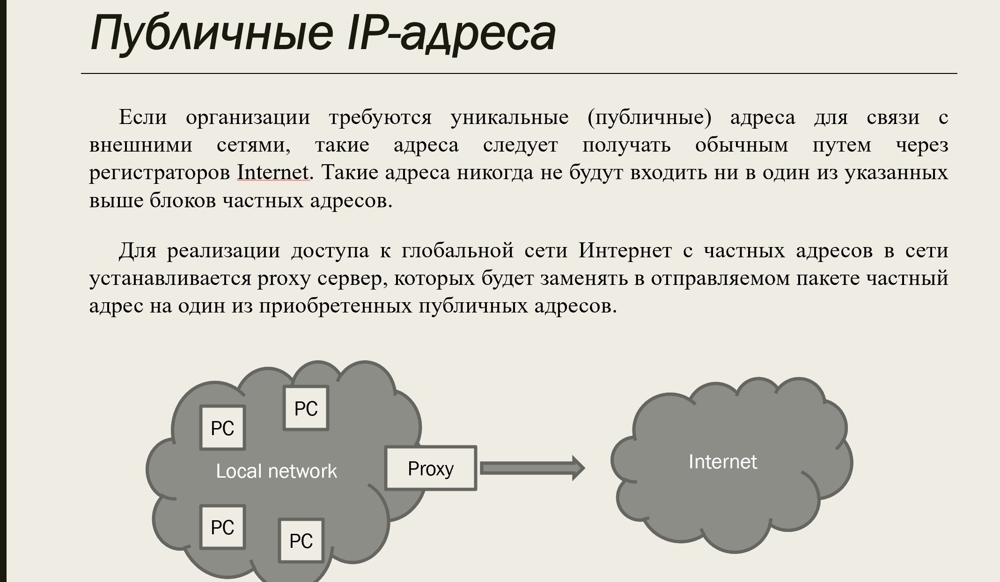 Публичные IP-адреса
Если организации требуются уникальные (публичные) адреса для связи с
внешними сетями, такие адреса следует получать обычным путем через
регистраторов Internet. Такие адреса никогда не будут входить ни в один из указанных
выше блоков частных адресов.
Для реализации доступа к глобальной сети Интернет с частных адресов в сети
устанавливается proxy сервер, которых будет заменять в отправляемом пакете частный
адрес на один из приобретенных публичных адресов.
PC
PC
Local network
Proxy
Internet
PC
PC